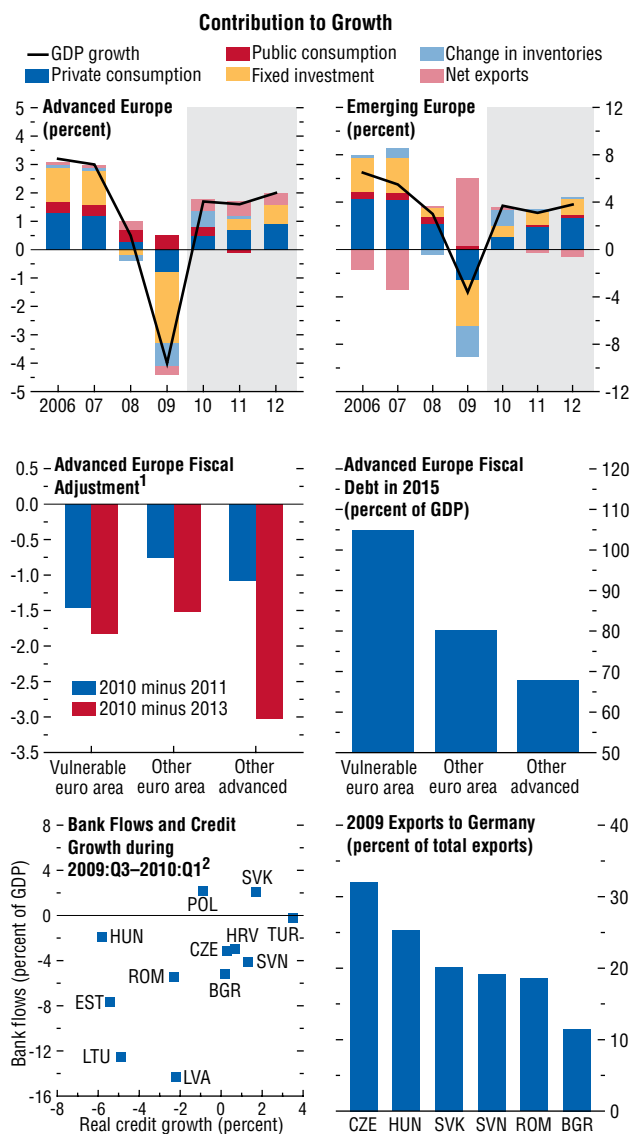 Contribution to Growth
GDP growth
Public consumption
Change in inventories
Private consumption
Fixed investment
Net exports
Advanced Europe
(percent)
5
4
3
2
1
0
-1
-2
-3
-4
-5
2006 07 08 09 10 11 12
Emerging Europe
(percent)
12
8
4
0
-4
-8
-12
2006 07 08 09 10 11 12
Advanced Europe Fiscal
Adjustment1
0.5
0.0
-0.5
-1.0
-1.5
-2.0
-2.5
-3.0
-3.5
2010 minus 2011
2010 minus 2013
Vulnerable
euro area
Other
euro area
Other
advanced
Advanced Europe Fiscal
Debt in 2015
(percent of GDP)
120
110
100
90
80
70
60
50
Vulnerable
euro area
Other
euro area
Other
advanced
Bank Flows and Credit
Growth during
2009:Q3–2010:Q12
Bank flows (percent of GDP)
8
4
0
-4
-8
-12
-16
SVK
POL
TUR
HUN
HRV
CZE
SVN
ROM
BGR
EST
LTU
LVA
-8 -6 -4 -2 0 2 4
Real credit growth (percent)
2009 Exports to Germany
(percent of total exports)
40
30
20
10
0
CZE HUN SVK SVN ROM BGR